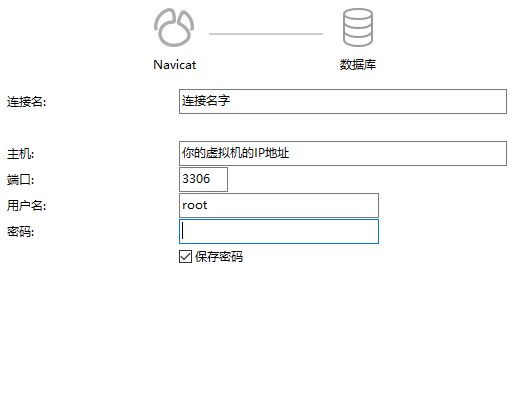 Navicat
数据库
连接名: 连接名字
主机: 你的虚拟机的IP地址
端口: 3306
用户名: root
密码:
保存密码